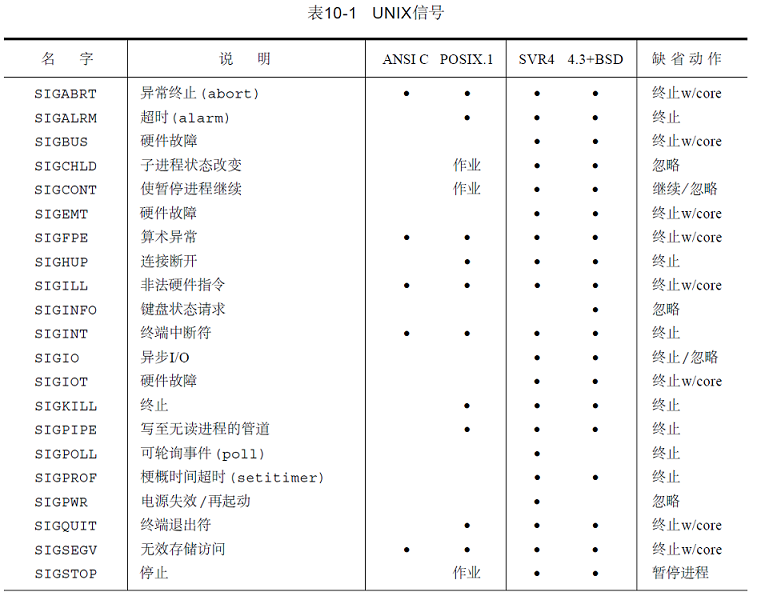 表10-1 UNIX信号
名 字 说 明 ANSI C POSIX.1 SVR4 4.3+BSD 缺省动作
SIGABRT 异常终止(abort) • • • • 终止w/core
SIGALRM 超时(alarm) • • • 终止
SIGBUS 硬件故障 • • 终止w/core
SIGCHLD 子进程状态改变 作业 • • 忽略
SIGCONT 使暂停进程继续 作业 • • 继续/忽略
SIGEMT 硬件故障 • • 终止w/core
SIGFPE 算术异常 • • • • 终止w/core
SIGHUP 连接断开 • • • 终止
SIGILL 非法硬件指令 • • • • 终止w/core
SIGINFO 键盘状态请求 • 忽略
SIGINT 终端中断符 • • • • 终止
SIGIO 异步I/O • • 终止/忽略
SIGIOT 硬件故障 • • 终止w/core
SIGKILL 终止 • • • 终止
SIGPIPE 写至无读进程的管道 • • • 终止
SIGPOLL 可轮询事件(poll) • 终止
SIGPROF 梗概时间超时(setitimer) • • 终止
SIGPWR 电源失效/再起动 • 忽略
SIGQUIT 终端退出符 • • • 终止w/core
SIGSEGV 无效存储访问 • • • • 终止w/core
SIGSTOP 停止 作业 • • 暂停进程